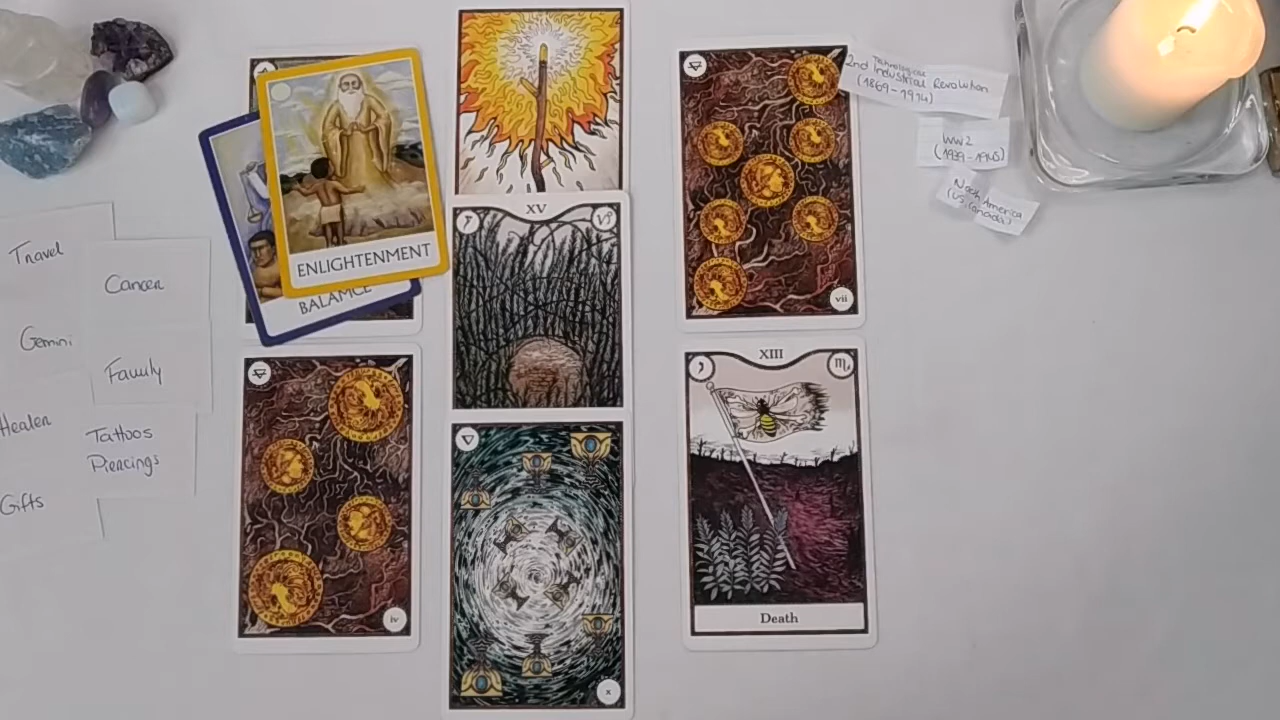 Travel
Cancer
Gemini
Family
Healer
Tattoos
Piercings
Gifts
ENLIGHTENMENT
BALANCE
iv
XV
x
vii
XIII
Death
Technological
2nd Industrial Revolution
(1869-1914)
WW2
(1939-1945)
North America
(US, Canada)